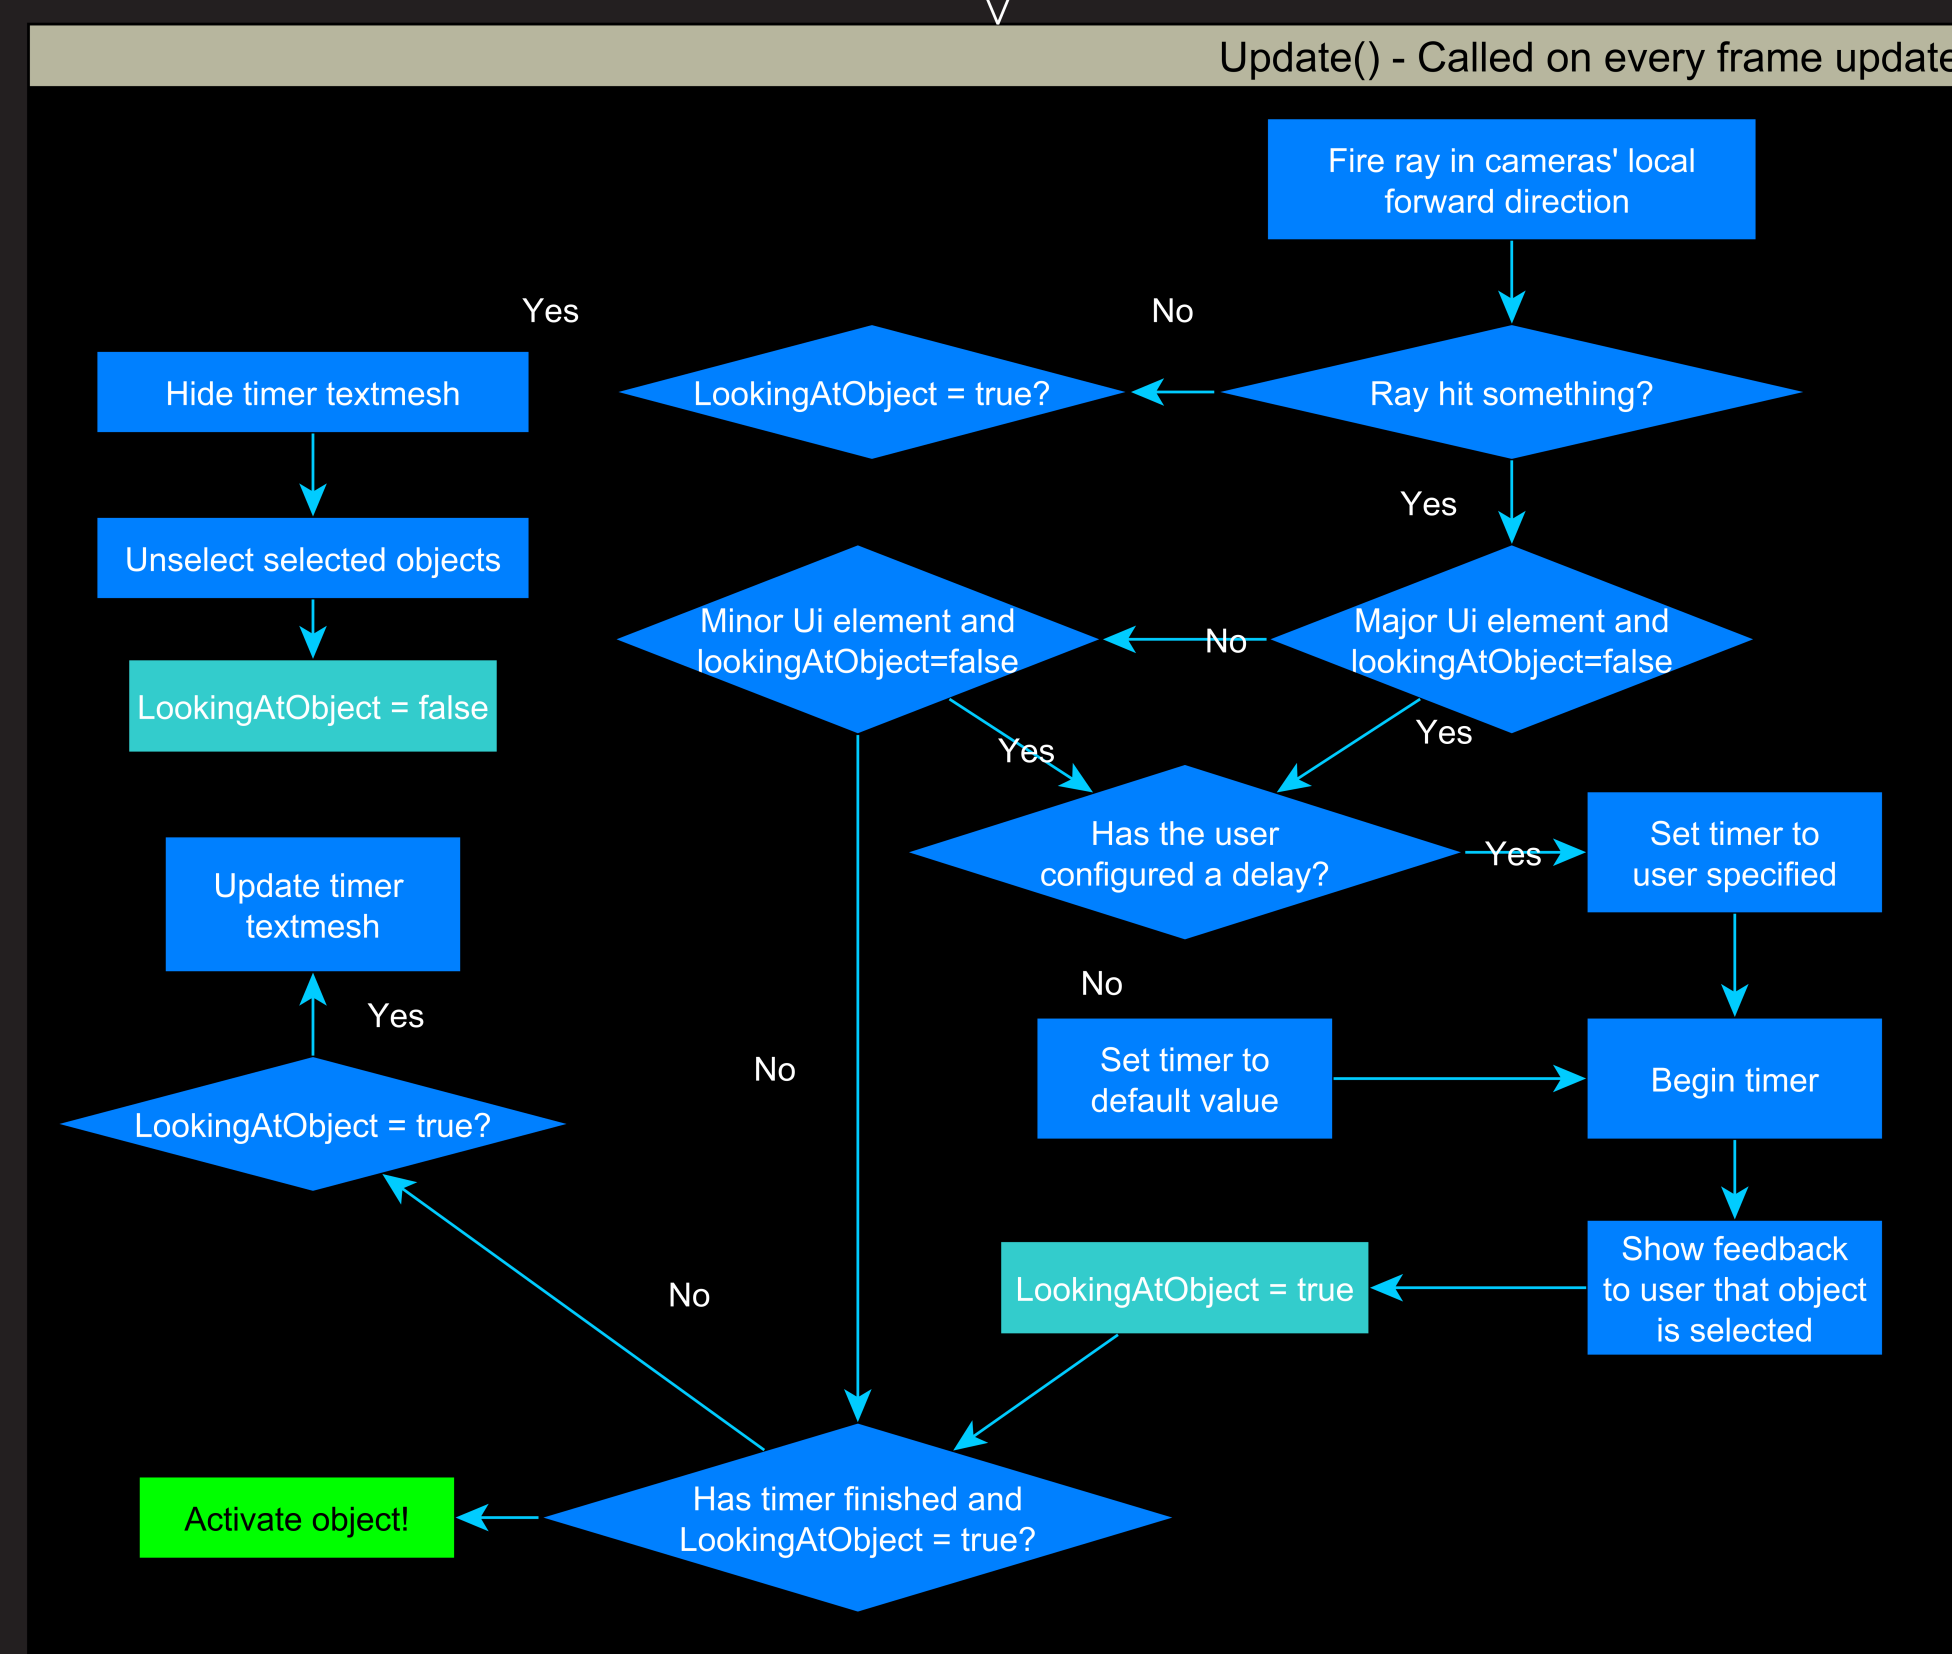 Update() - Called on every frame update
Fire ray in cameras' local
forward direction
Yes
No
Hide timer textmesh
LookingAtObject = true?
Ray hit something?
Yes
Unselect selected objects
Minor Ui element and
lookingAtObject=false
No
Major Ui element and
lookingAtObject=false
LookingAtObject = false
Yes
Yes
Has the user
configured a delay?
Yes
Set timer to
user specified
Update timer
textmesh
No
Yes
No
Set timer to
default value
Begin timer
LookingAtObject = true?
No
LookingAtObject = true
Show feedback
to user that object
is selected
Activate object!
Has timer finished and
LookingAtObject = true?